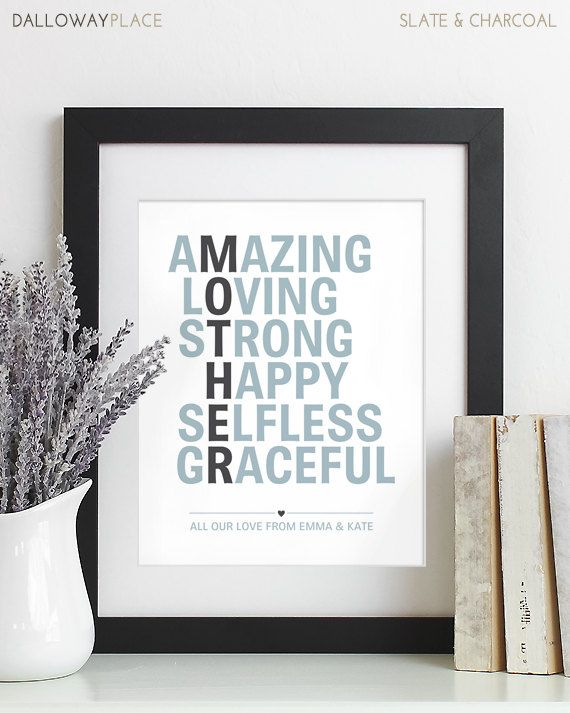 DALLOWAYPLACE
SLATE & CHARCOAL
AMAZING
LOVING
STRONG
HAPPY
SELFLESS
GRACEFUL
ALL OUR LOVE FROM EMMA & KATE